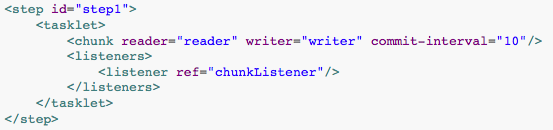 <step id="step1">
    <tasklet>
        <chunk reader="reader" writer="writer" commit-interval="10"/>
        <listeners>
            <listener ref="chunkListener"/>
        </listeners>
    </tasklet>
</step>